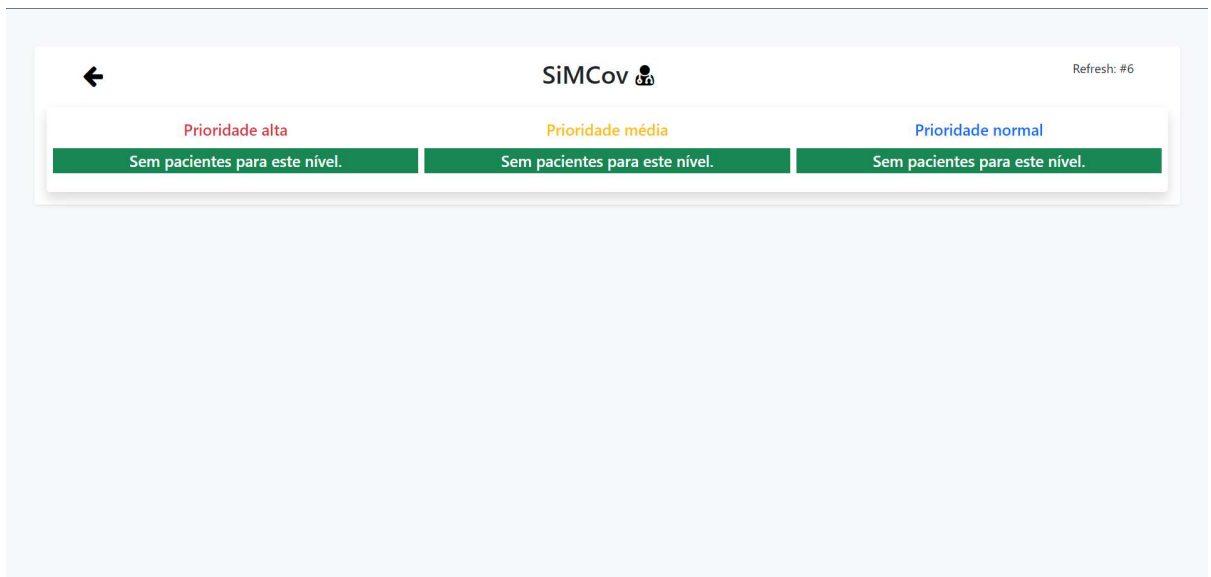 SiMCov
Refresh: #6
Prioridade alta
Prioridade média
Prioridade normal
Sem pacientes para este nível.
Sem pacientes para este nível.
Sem pacientes para este nível.